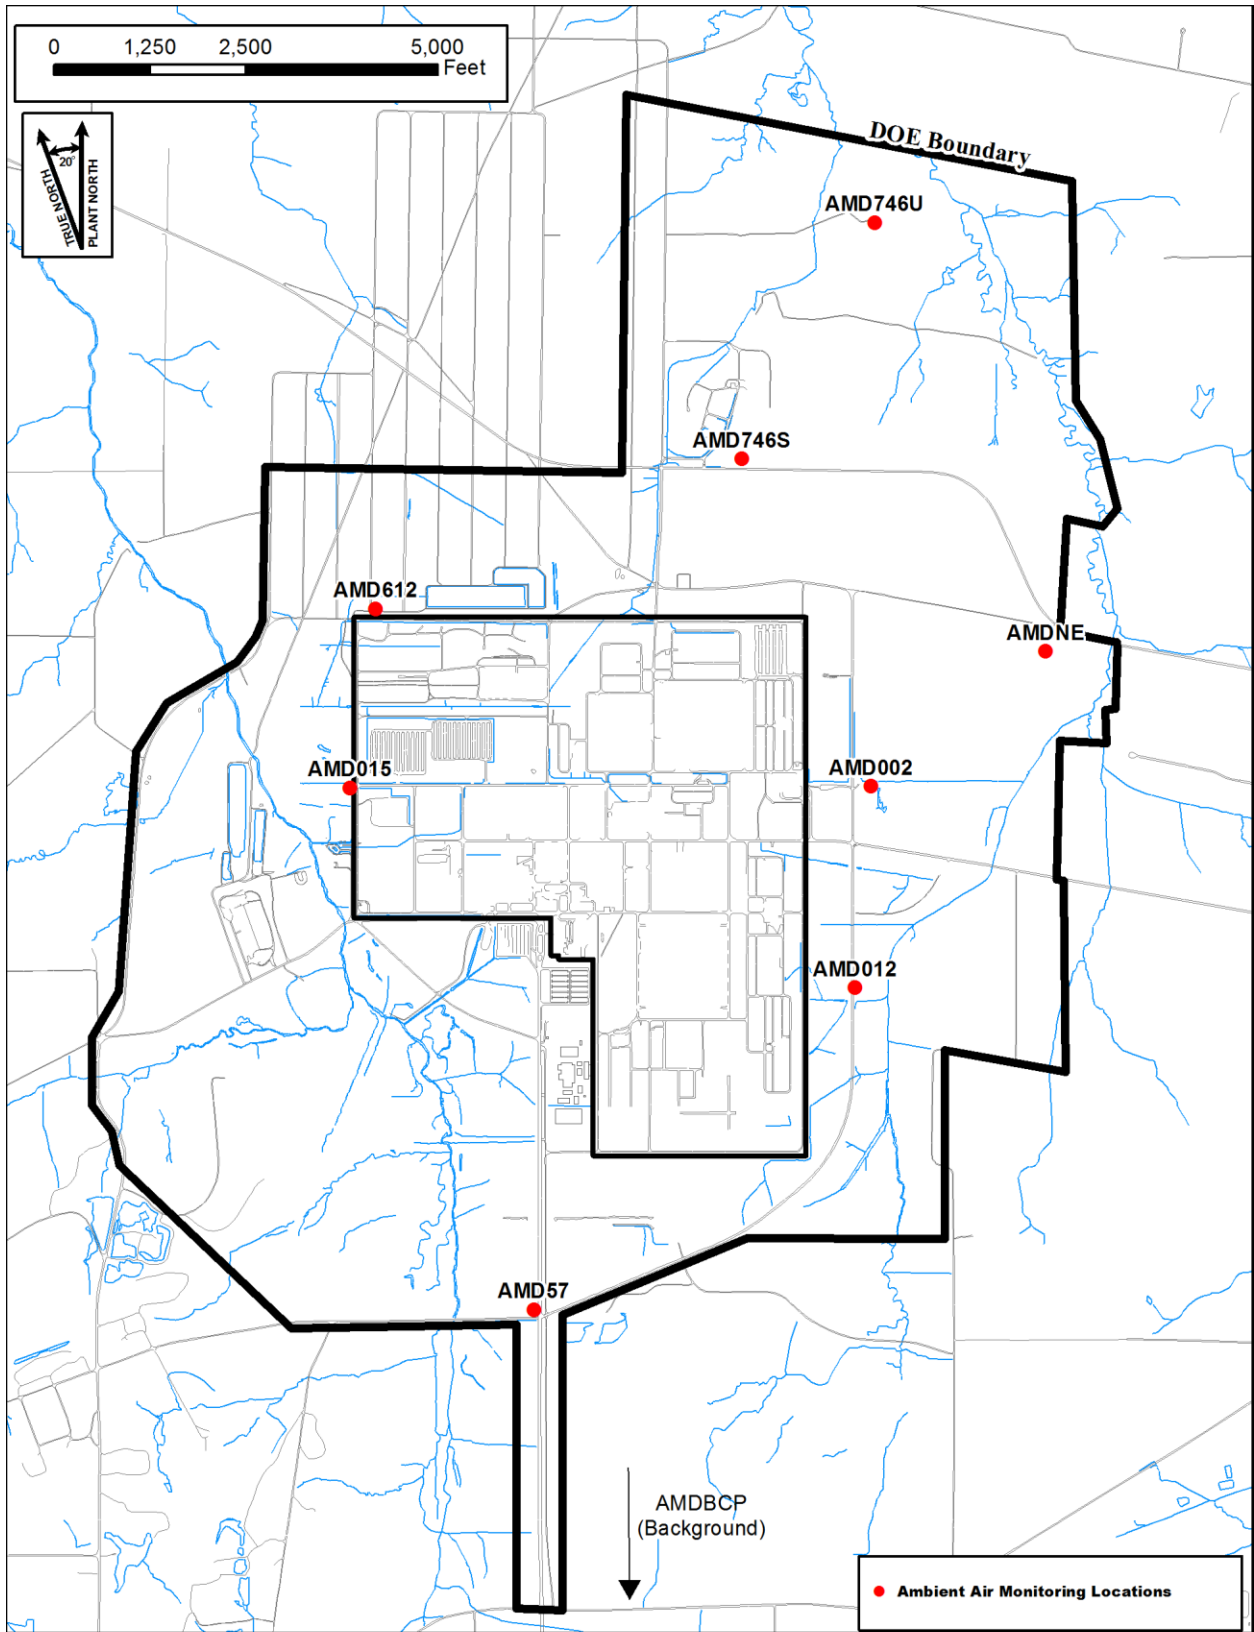 0 1,250 2,500 5,000
Feet
20°
TRUE NORTH
PLANT NORTH
DOE Boundary
AMD746U
AMD746S
AMD612
AMDNE
AMD015
AMD002
AMD012
AMD57
AMDBCP
(Background)
Ambient Air Monitoring Locations